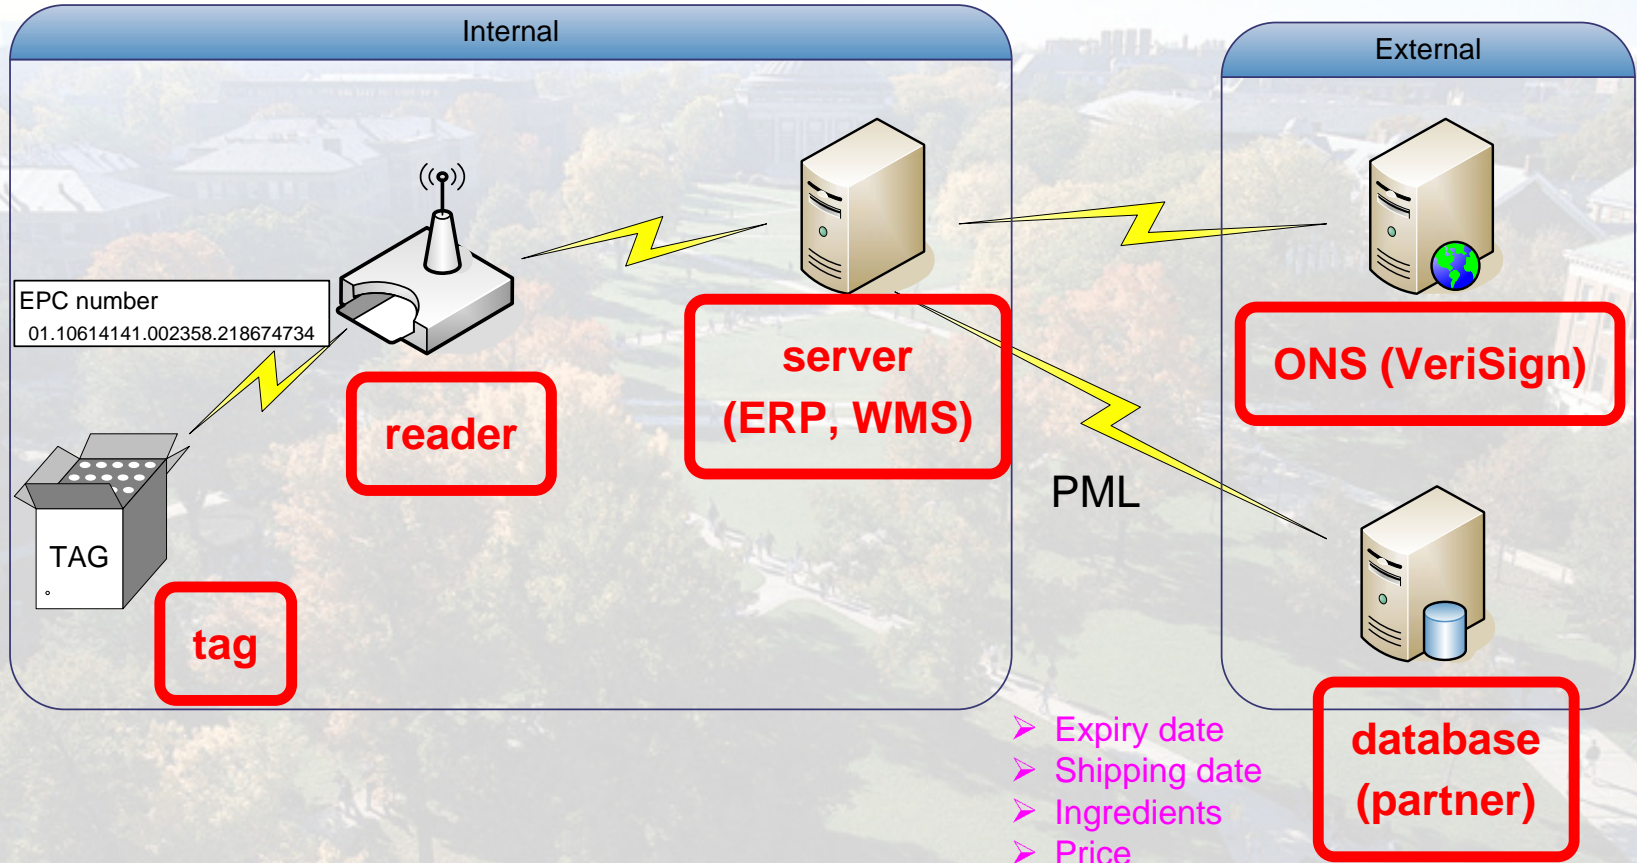 Internal
External
EPC number
01.10614141.002358.218674734
reader
server
(ERP, WMS)
ONS (VeriSign)
TAG
tag
PML
database
(partner)
Expiry date
Shipping date
Ingredients
Price